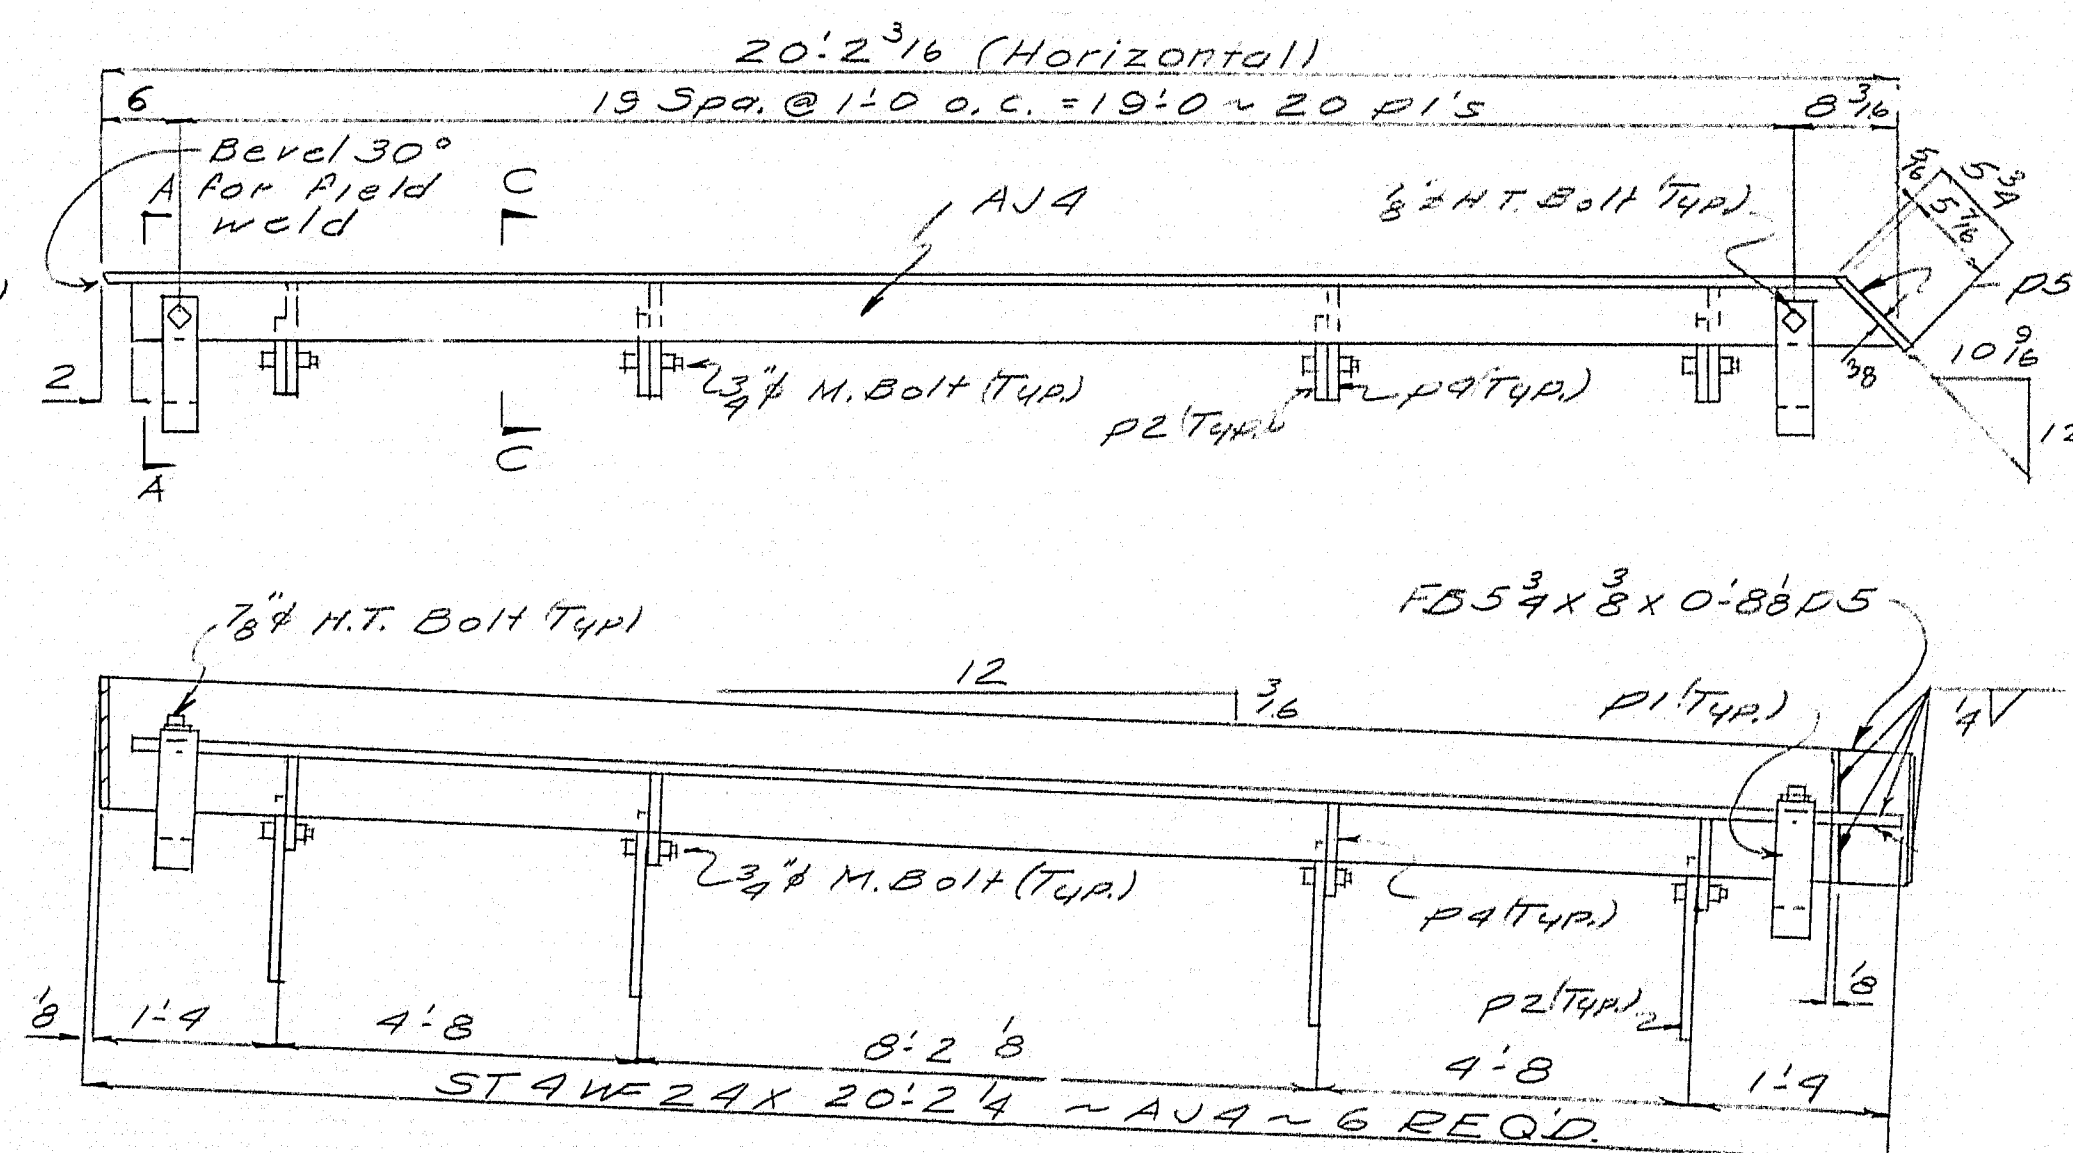 20'-2 3/16 (Horizontal)
6
19 Spa. @ 1'-0 o.c. = 19'-0 ~ 20 p1's
8 3/16
Bevel 30°
for field
weld
A
C
AJ4
H.T. Bolt (Typ.)
5/16
5 3/4
5 7/16
p5
10 9/16
12
3/8
2
3/4"ϕ M. Bolt (Typ.)
p2 (Typ.)
p4 (Typ.)
A
C
7/8"ϕ H.T. Bolt (Typ)
FB 5 3/4 x 3/8 x 0'-8 1/8 p5
12
3/16
p1 (Typ.)
1/4
3/4"ϕ M. Bolt (Typ.)
p4 (Typ.)
p2 (Typ.)
1/8
1/8
1'-4
4'-8
8'-2 1/8
4'-8
1'-4
ST 4 WF 24 x 20'-2 1/4 ~ AJ4 ~ 6 REQ'D.